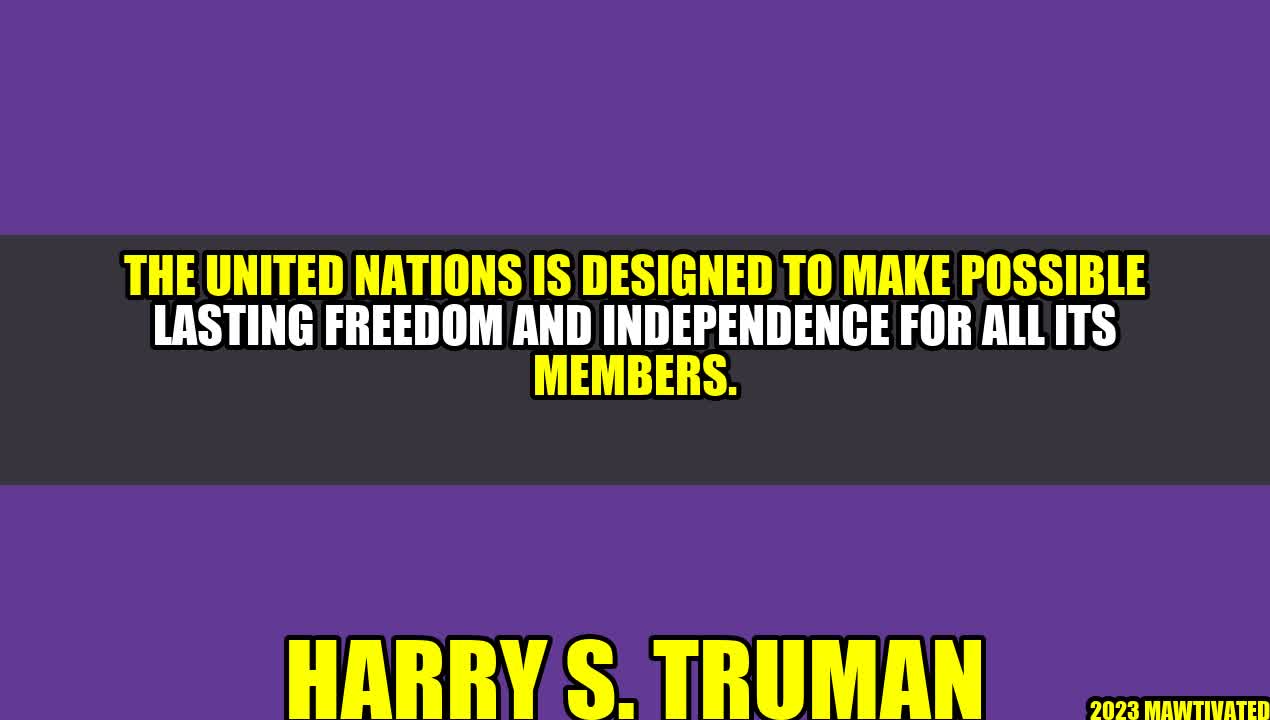 THE UNITED NATIONS IS DESIGNED TO MAKE POSSIBLE
LASTING FREEDOM AND INDEPENDENCE FOR ALL ITS
MEMBERS.
HARRY S. TRUMAN
2023 MAWTIVATED